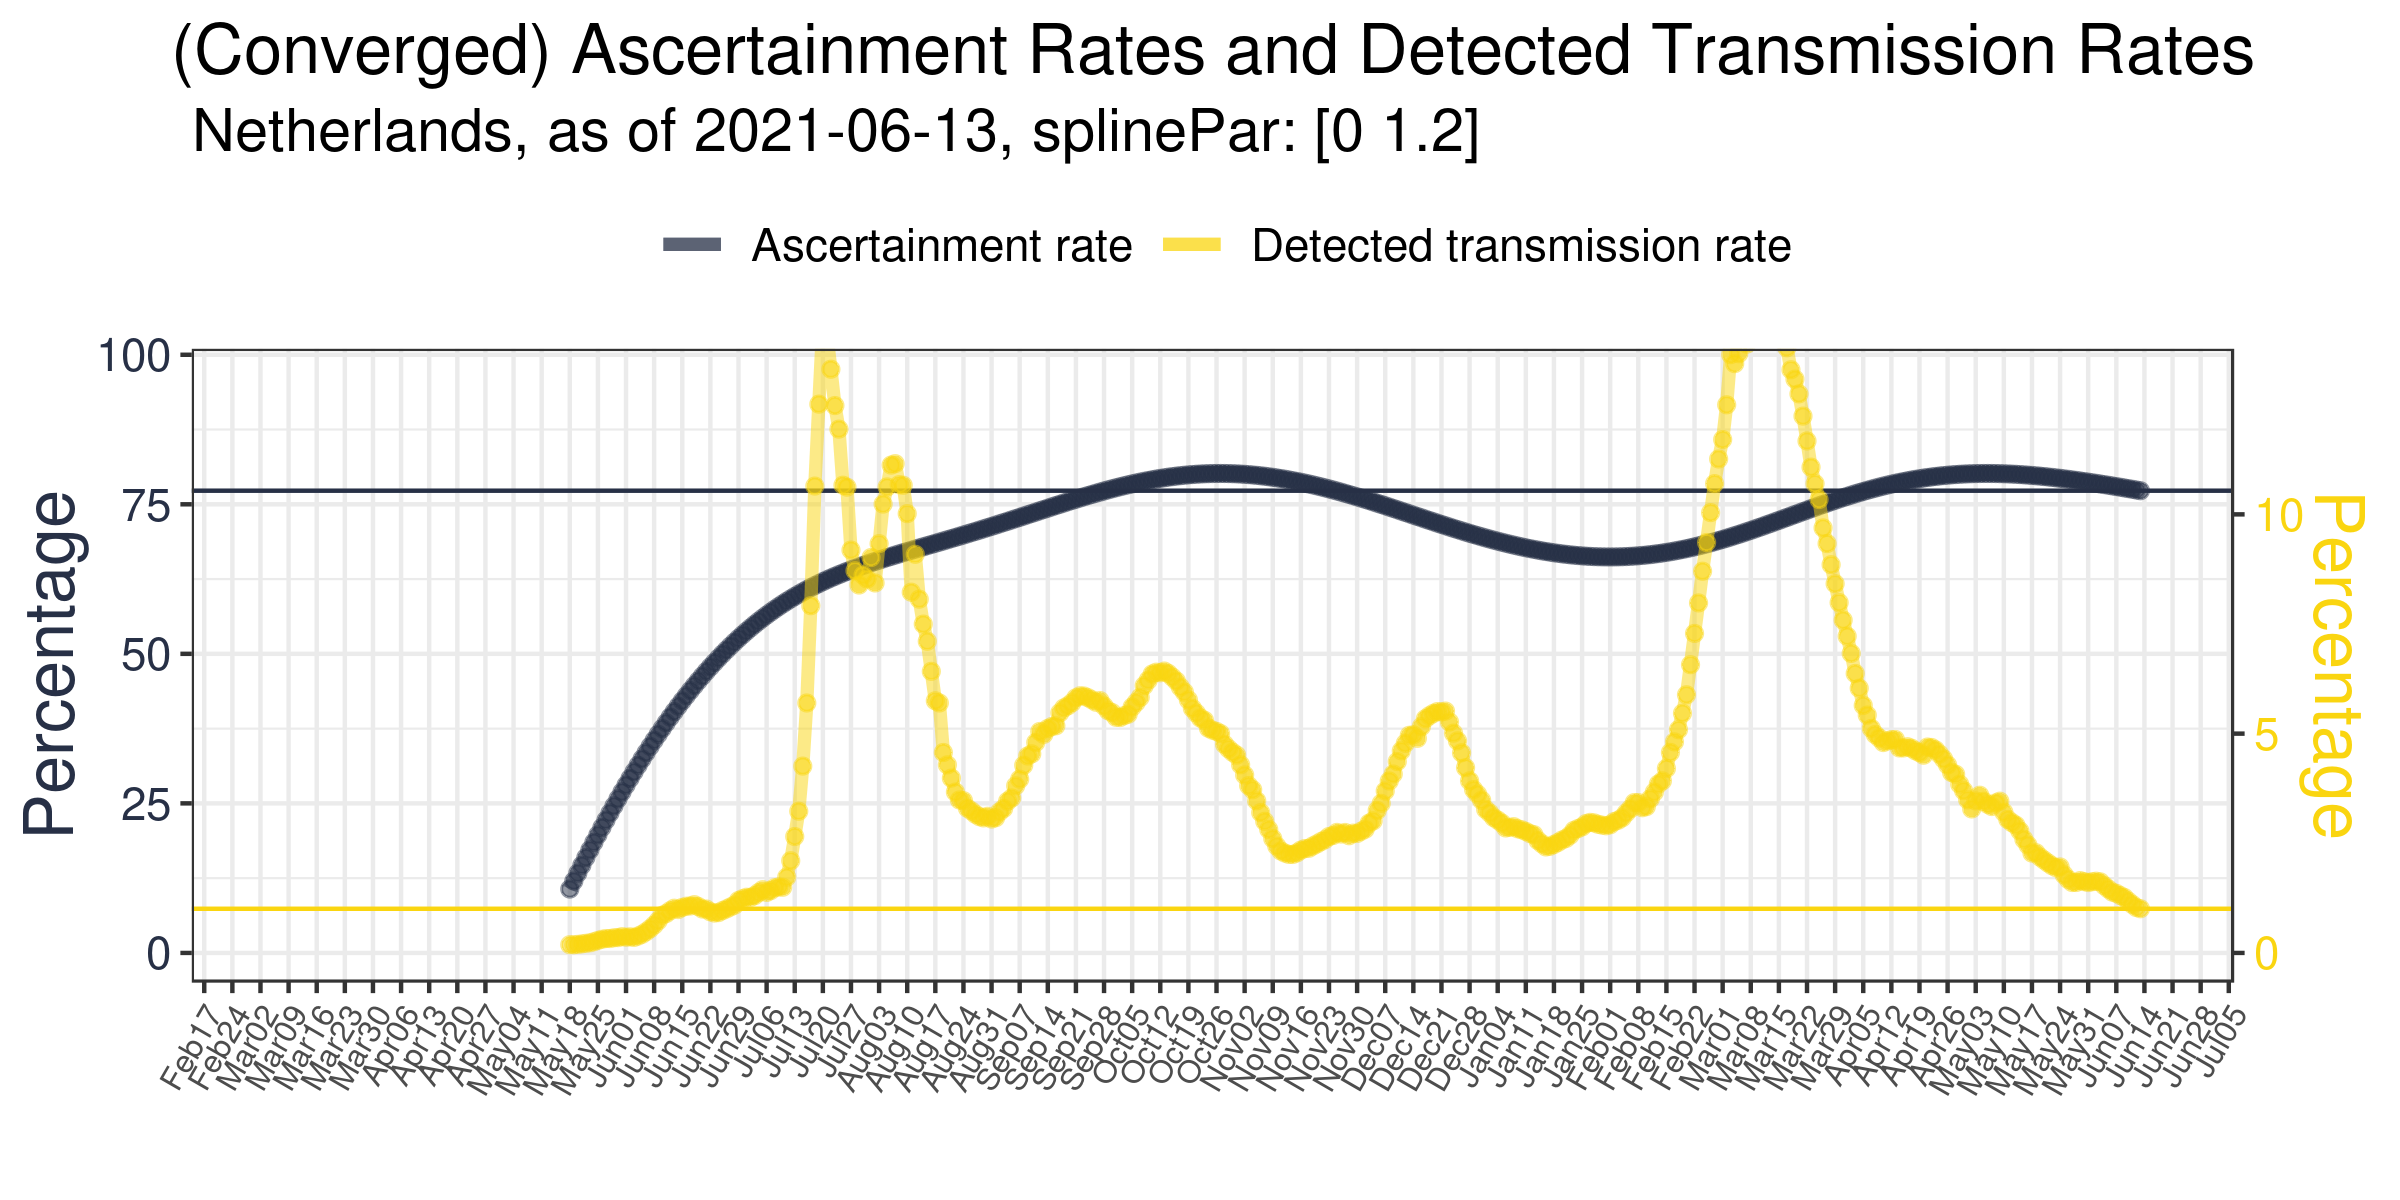 (Converged) Ascertainment Rates and Detected Transmission Rates
Netherlands, as of 2021-06-13, splinePar: [0 1.2]
Ascertainment rate
Detected transmission rate
Percentage
100
75
50
25
0
10
5
0
Percentage
Feb17
Feb24
Mar02
Mar09
Mar16
Mar23
Mar30
Apr06
Apr13
Apr20
Apr27
May04
May11
May18
May25
Jun01
Jun08
Jun15
Jun22
Jun29
Jul06
Jul13
Jul20
Jul27
Aug03
Aug10
Aug17
Aug24
Aug31
Sep07
Sep14
Sep21
Sep28
Oct05
Oct12
Oct19
Oct26
Nov02
Nov09
Nov16
Nov23
Nov30
Dec07
Dec14
Dec21
Dec28
Jan04
Jan11
Jan18
Jan25
Feb01
Feb08
Feb15
Feb22
Mar01
Mar08
Mar15
Mar22
Mar29
Apr05
Apr12
Apr19
Apr26
May03
May10
May17
May24
May31
Jun07
Jun14
Jun21
Jun28
Jul05